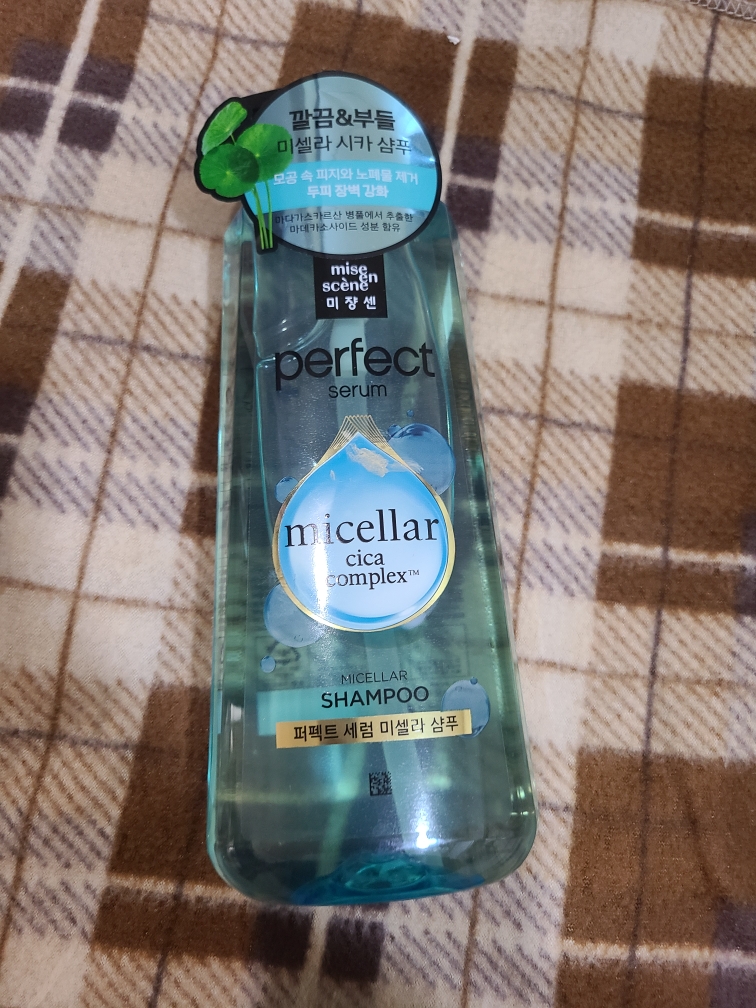 깔끔&부들
미셀라 시카 샴푸
모공 속 피지와 노폐물 제거
두피 장벽 강화
마다가스카르산 병풀에서 추출한
마데카소사이드 성분 함유
mise
en
scène
미쟝센
perfect
serum
micellar
cica
complex™
MICELLAR
SHAMPOO
퍼펙트 세럼 미셀라 샴푸